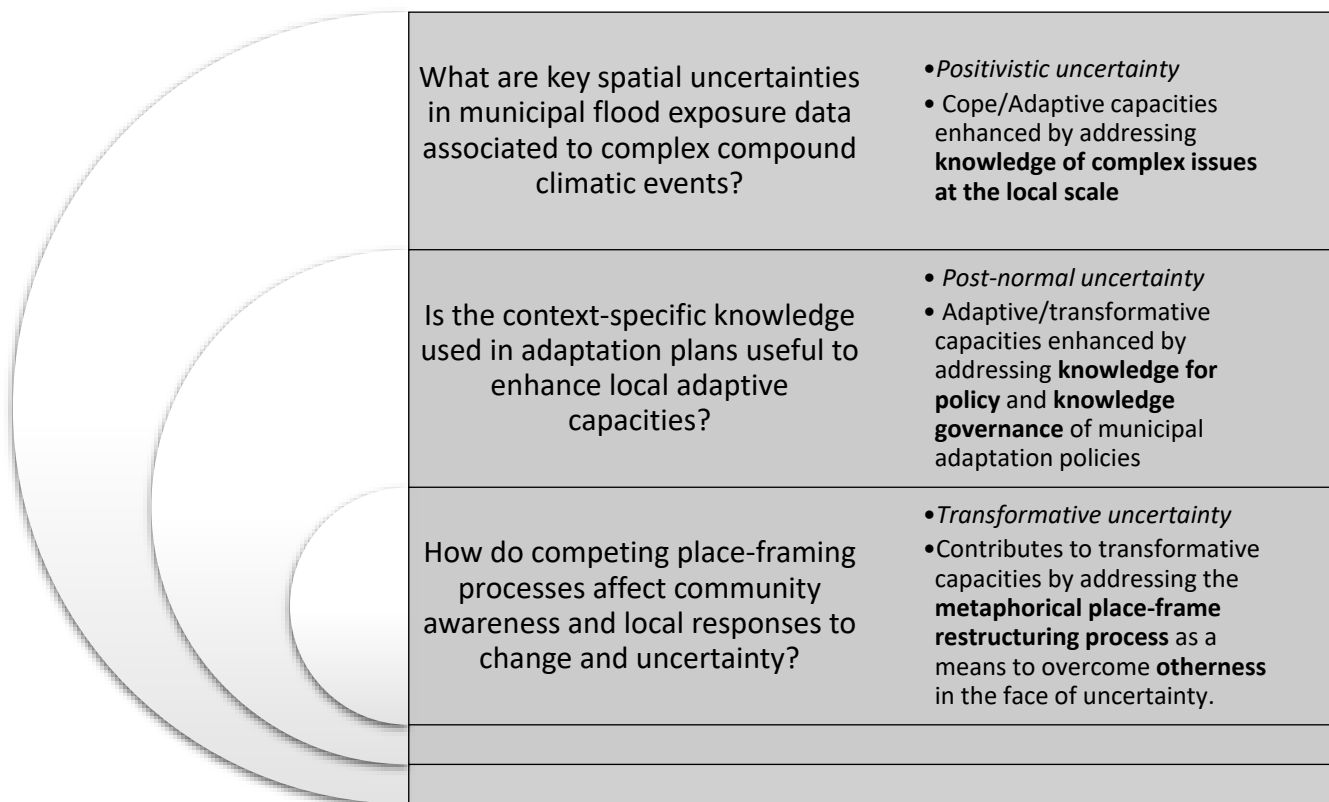 What are key spatial uncertainties
in municipal flood exposure data
associated to complex compound
climatic events?
•Positivistic uncertainty
• Cope/Adaptive capacities
enhanced by addressing
knowledge of complex issues
at the local scale
Is the context-specific knowledge
used in adaptation plans useful to
enhance local adaptive
capacities?
• Post-normal uncertainty
• Adaptive/transformative
capacities enhanced by
addressing knowledge for
policy and knowledge
governance of municipal
adaptation policies
How do competing place-framing
processes affect community
awareness and local responses to
change and uncertainty?
•Transformative uncertainty
•Contributes to transformative
capacities by addressing the
metaphorical place-frame
restructuring process as a
means to overcome otherness
in the face of uncertainty.